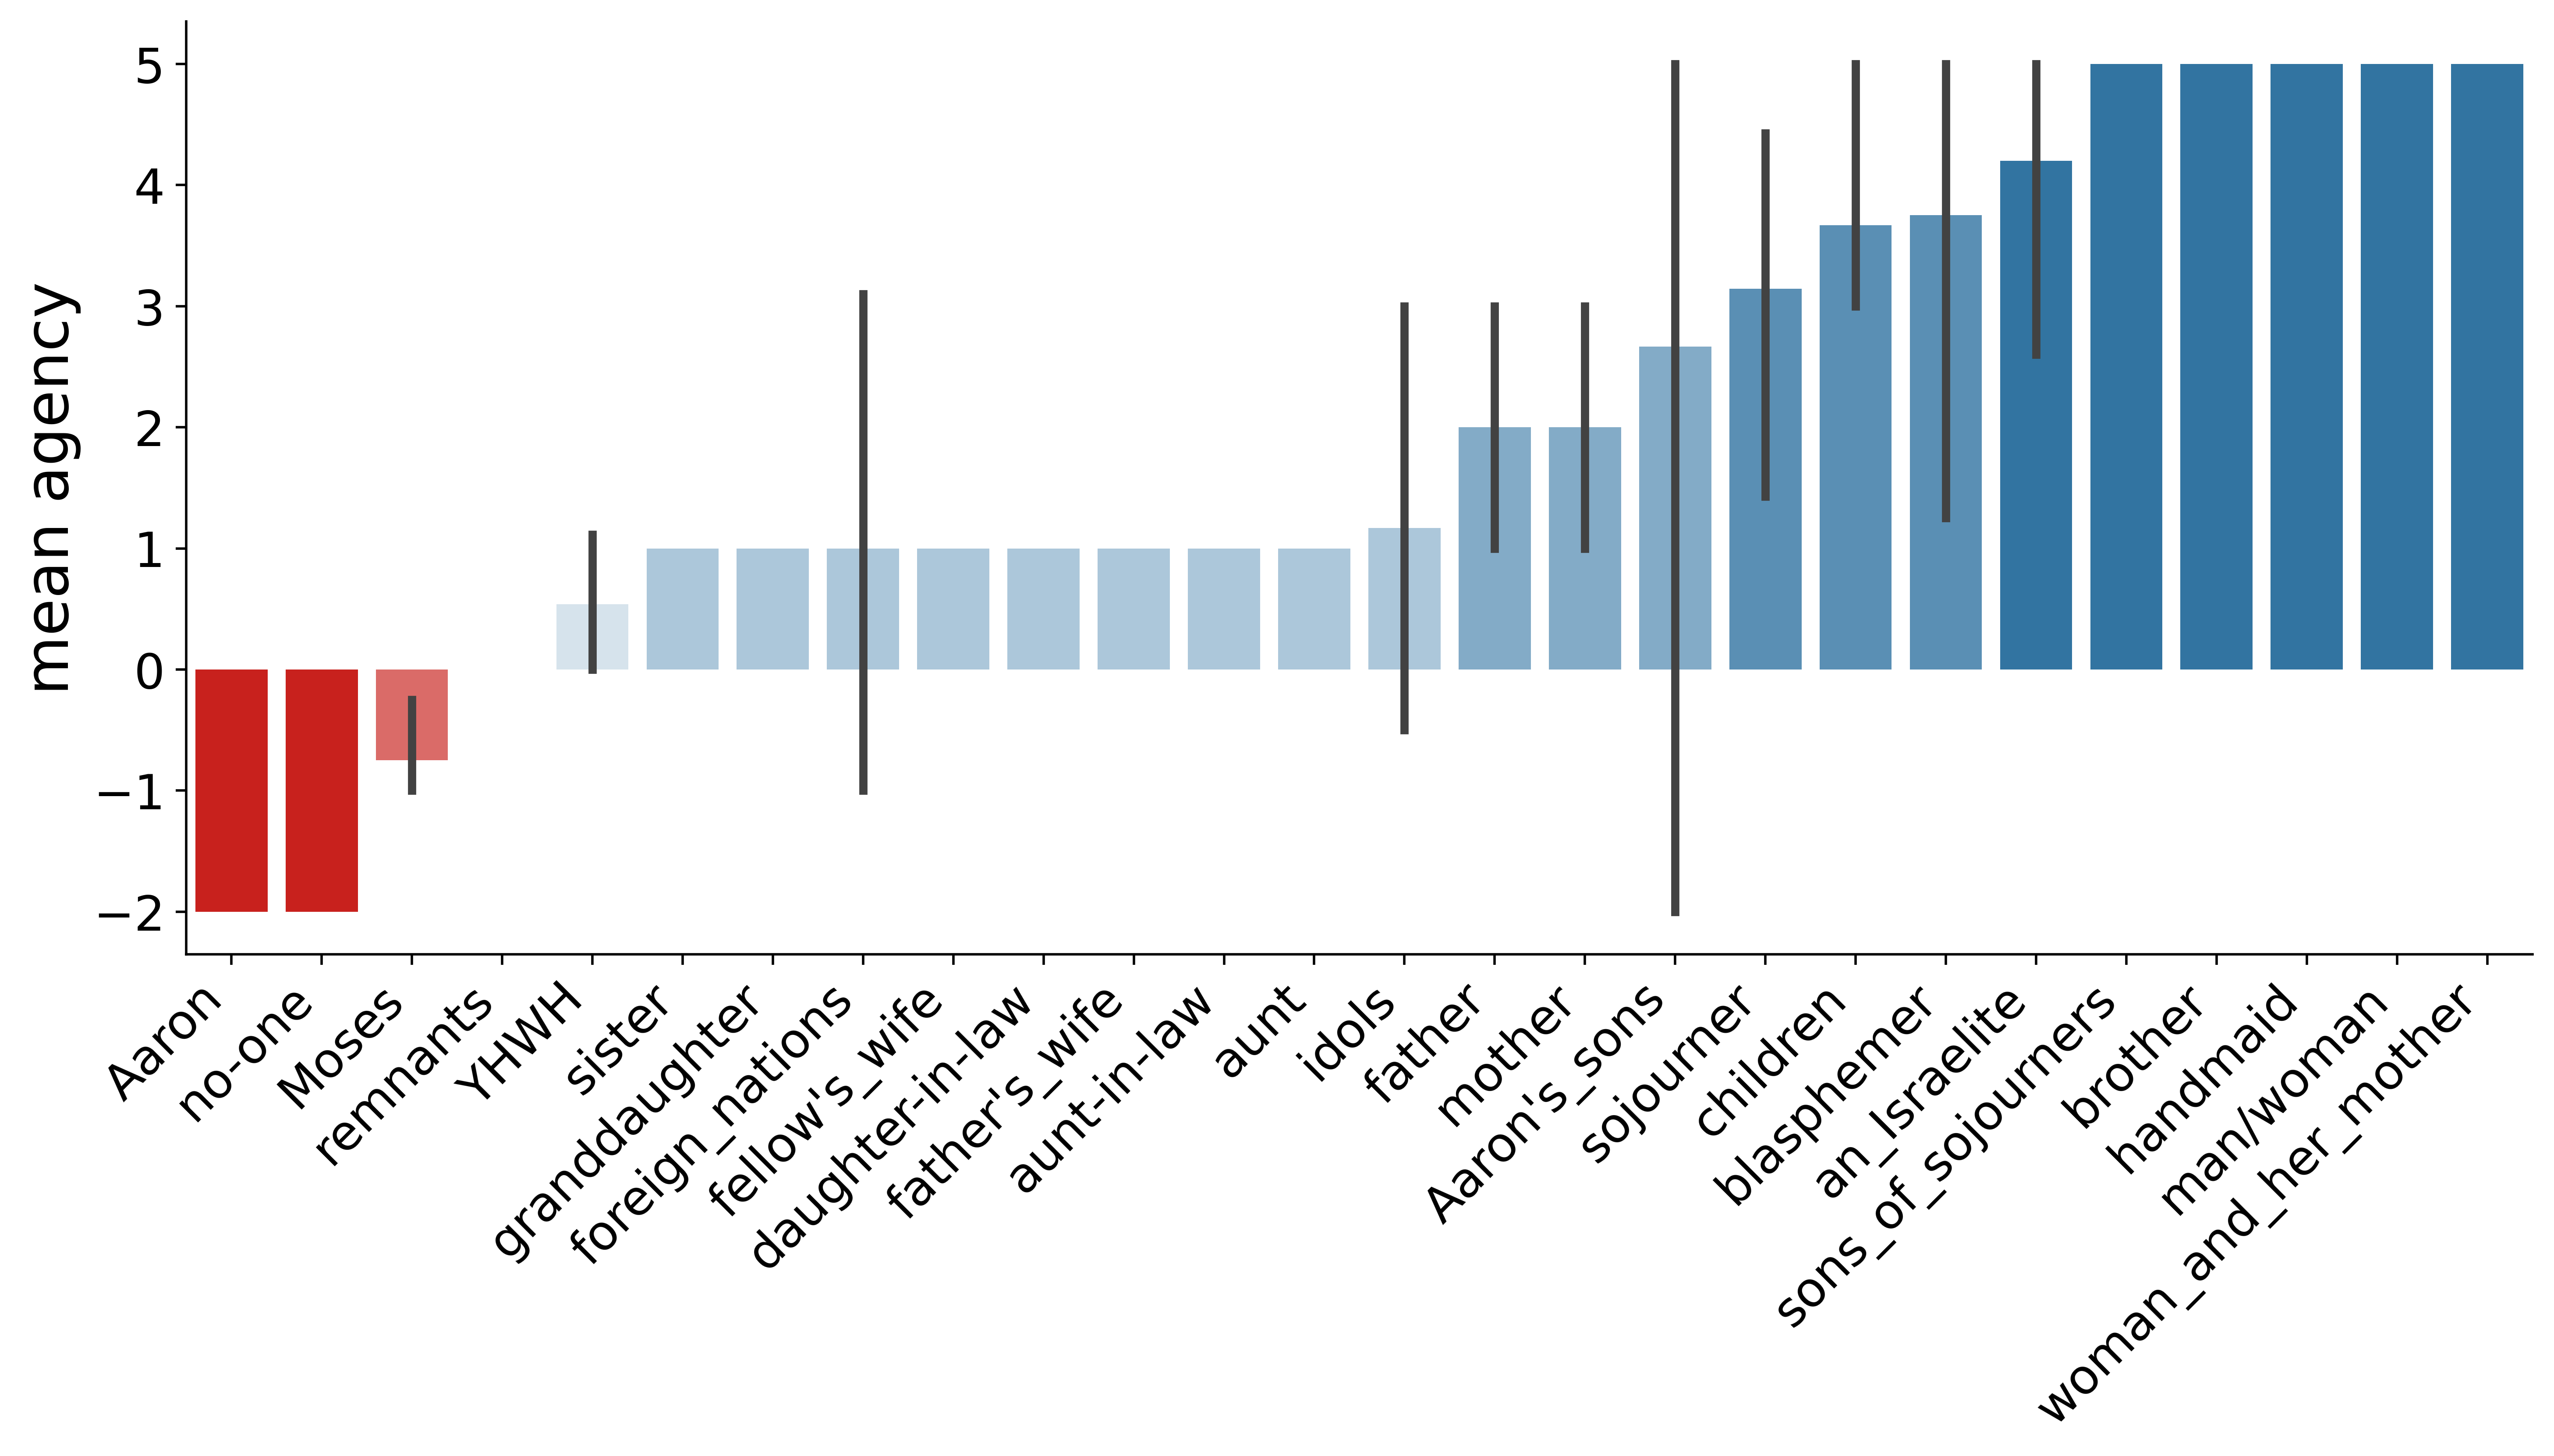 mean agency
5
4
3
2
1
0
−1
−2
Aaron
no-one
Moses
remnants
YHWH
sister
granddaughter
foreign_nations
fellow's_wife
daughter-in-law
father's_wife
aunt-in-law
aunt
idols
father
mother
Aaron's_sons
sojourner
children
blasphemer
an_Israelite
sons_of_sojourners
brother
handmaid
man/woman
woman_and_her_mother